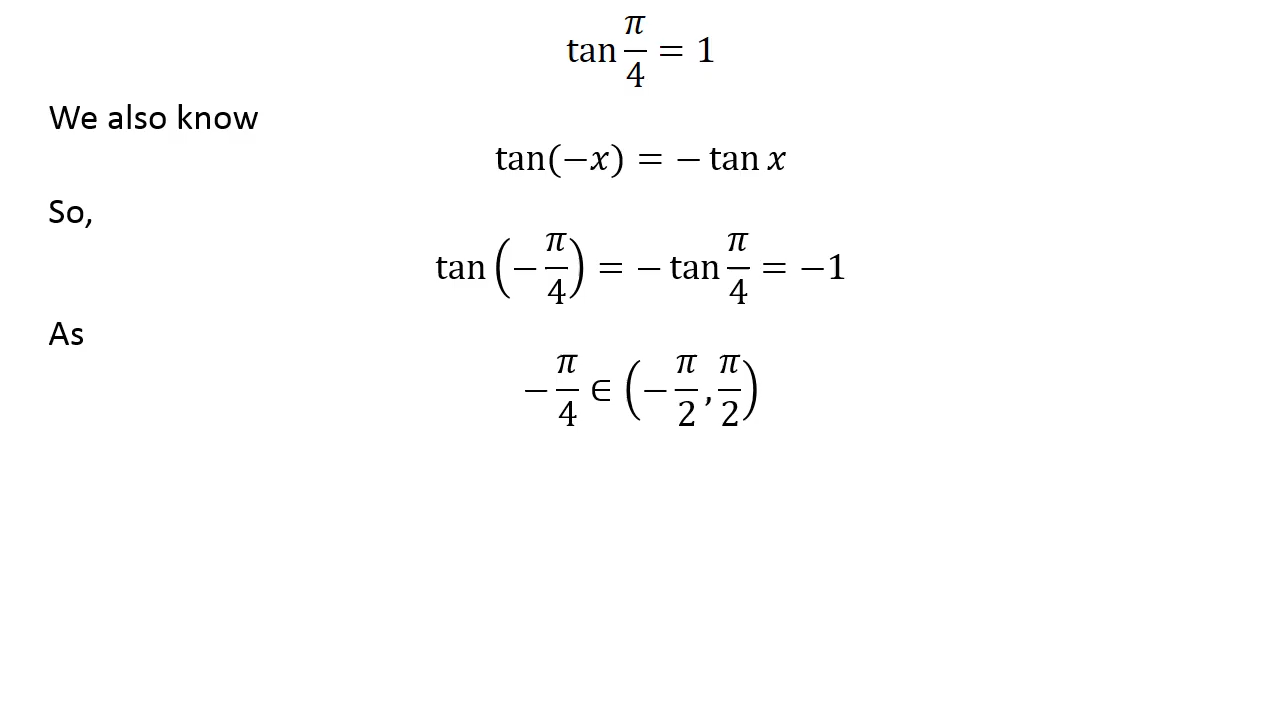 tan π/4 = 1
We also know
tan(−x) = − tan x
So,
tan (−π/4) = − tan π/4 = −1
As
−π/4 ∈ (−π/2, π/2)